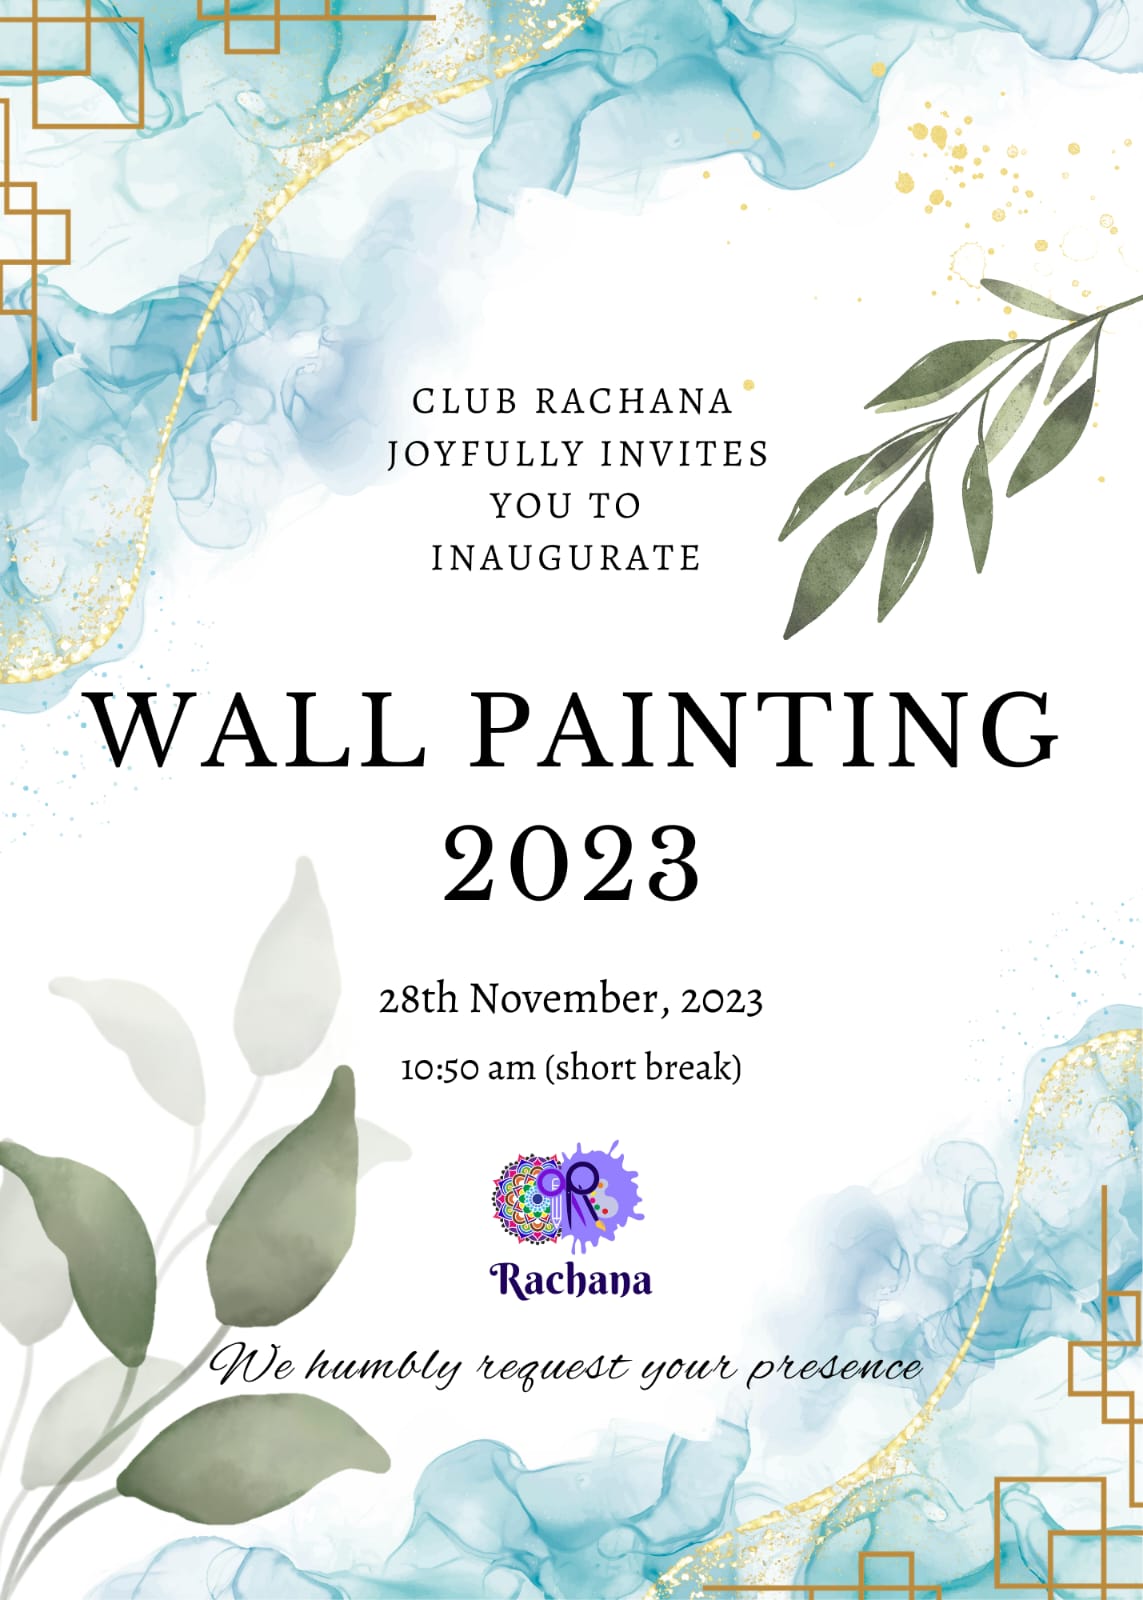 CLUB RACHANA
JOYFULLY INVITES
YOU TO
INAUGURATE
WALL PAINTING
2023
28th November, 2023
10:50 am (short break)
Rachana
We humbly request your presence